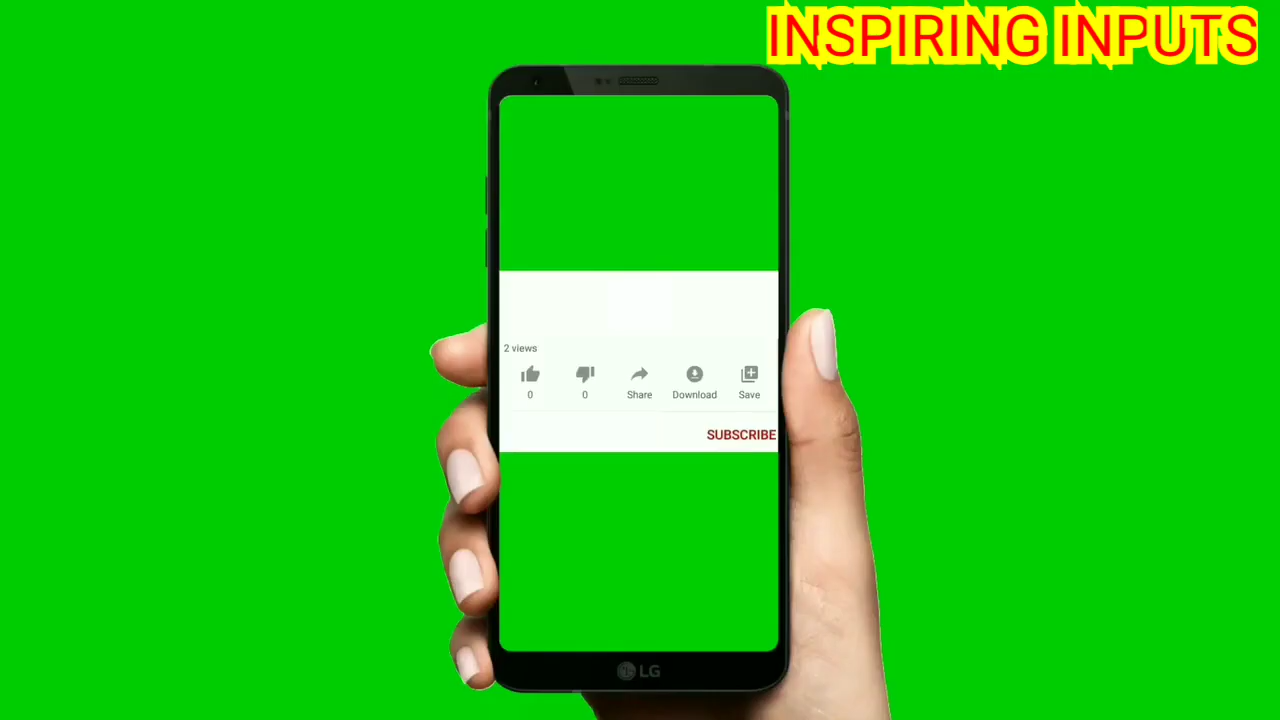 INSPIRING INPUTS
2 views
0 0 Share Download Save
SUBSCRIBE
LG